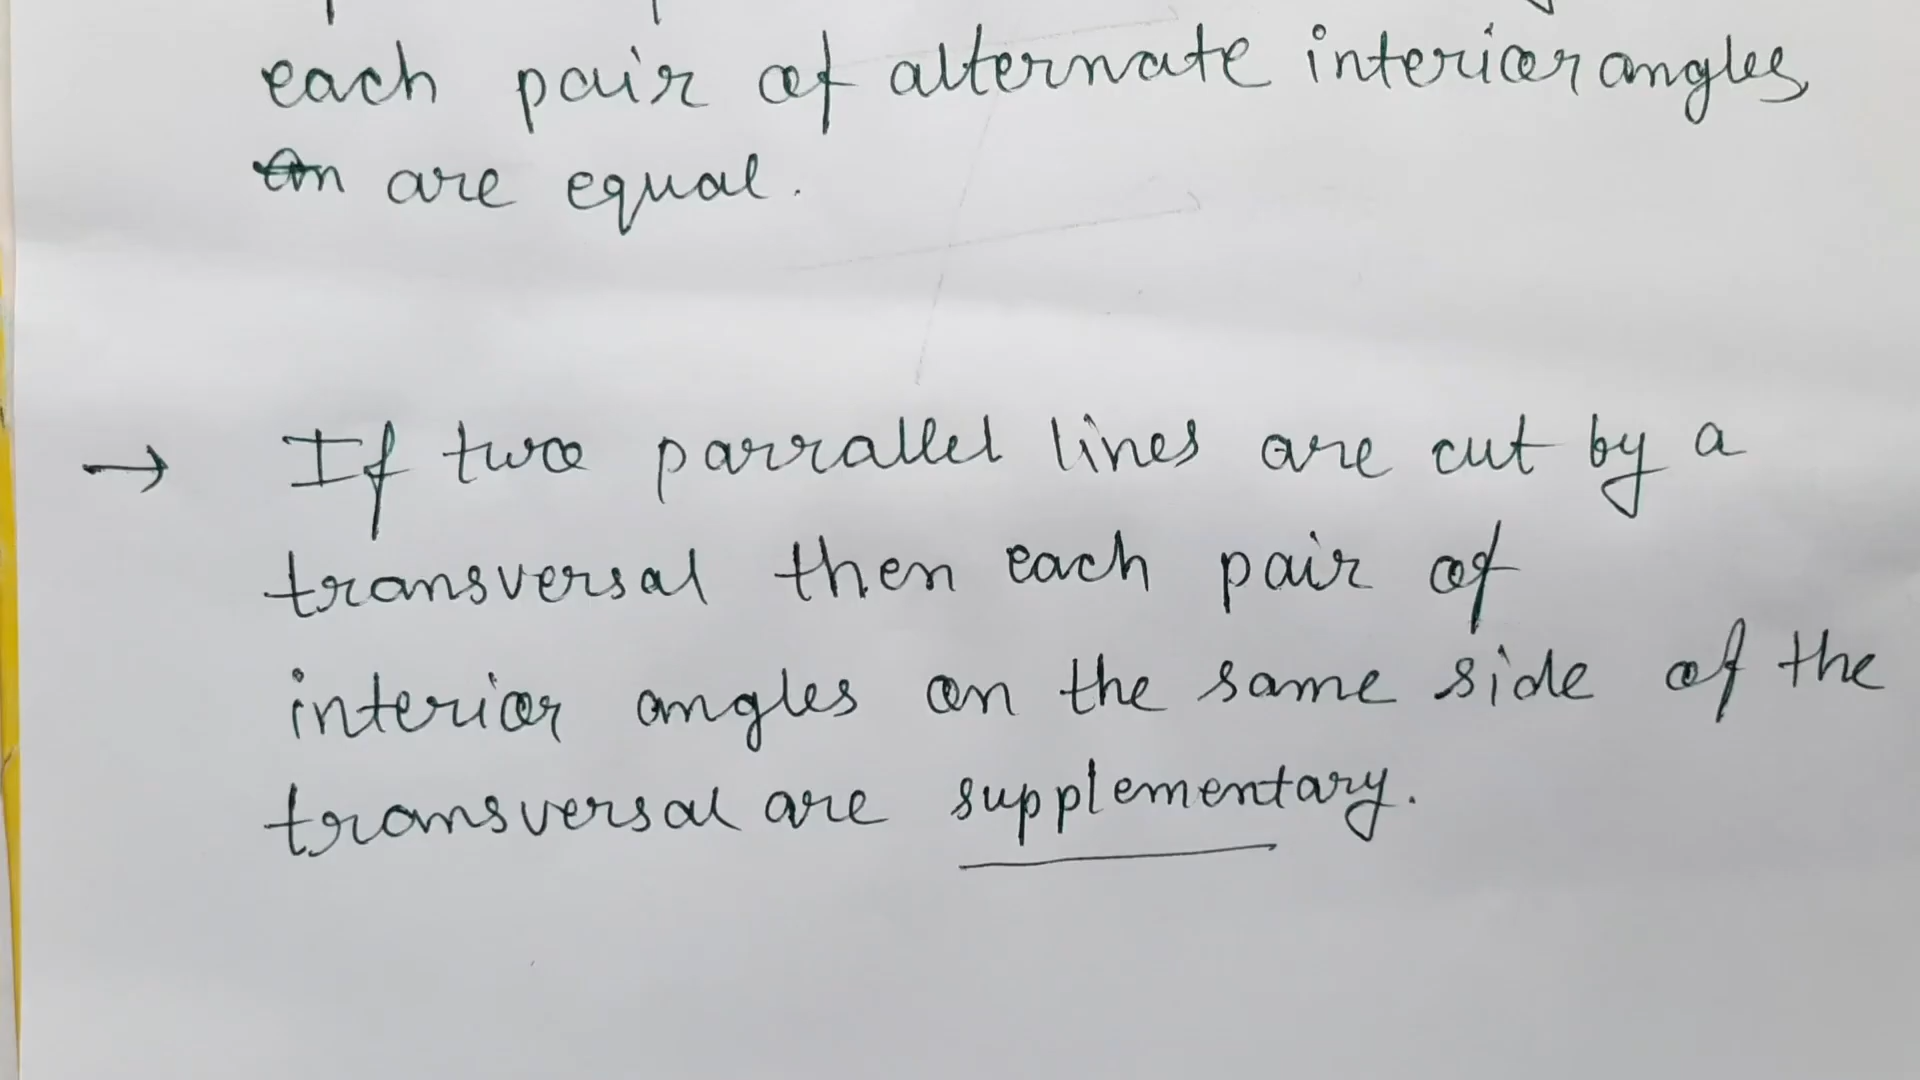 each pair of alternate interior angles
are equal.
→ If two parrallel lines are cut by a
transversal then each pair of
interior angles on the same side of the
transversal are supplementary.